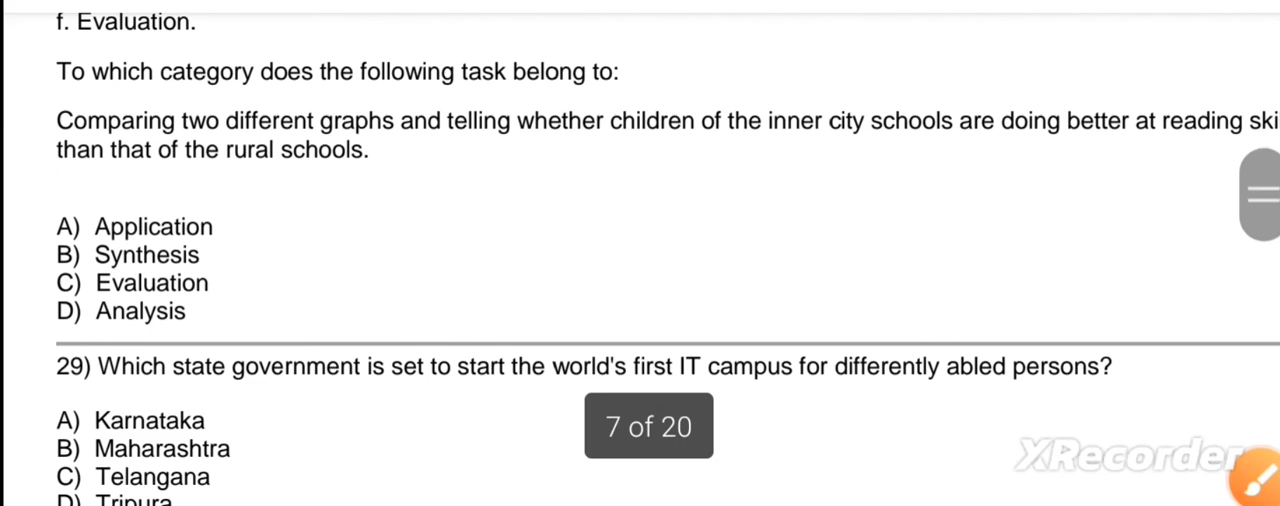 f. Evaluation.
To which category does the following task belong to:
Comparing two different graphs and telling whether children of the inner city schools are doing better at reading ski
than that of the rural schools.
A) Application
B) Synthesis
C) Evaluation
D) Analysis
29) Which state government is set to start the world's first IT campus for differently abled persons?
A) Karnataka
B) Maharashtra
C) Telangana
D) Tripura
7 of 20
XRecorder